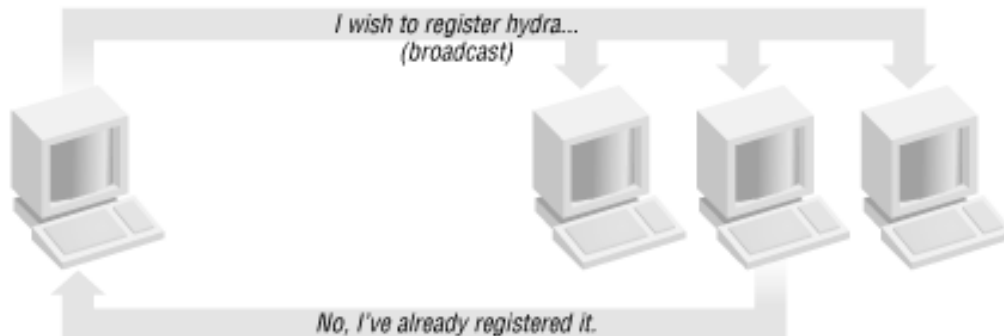 I wish to register hydra...
(broadcast)
No, I've already registered it.